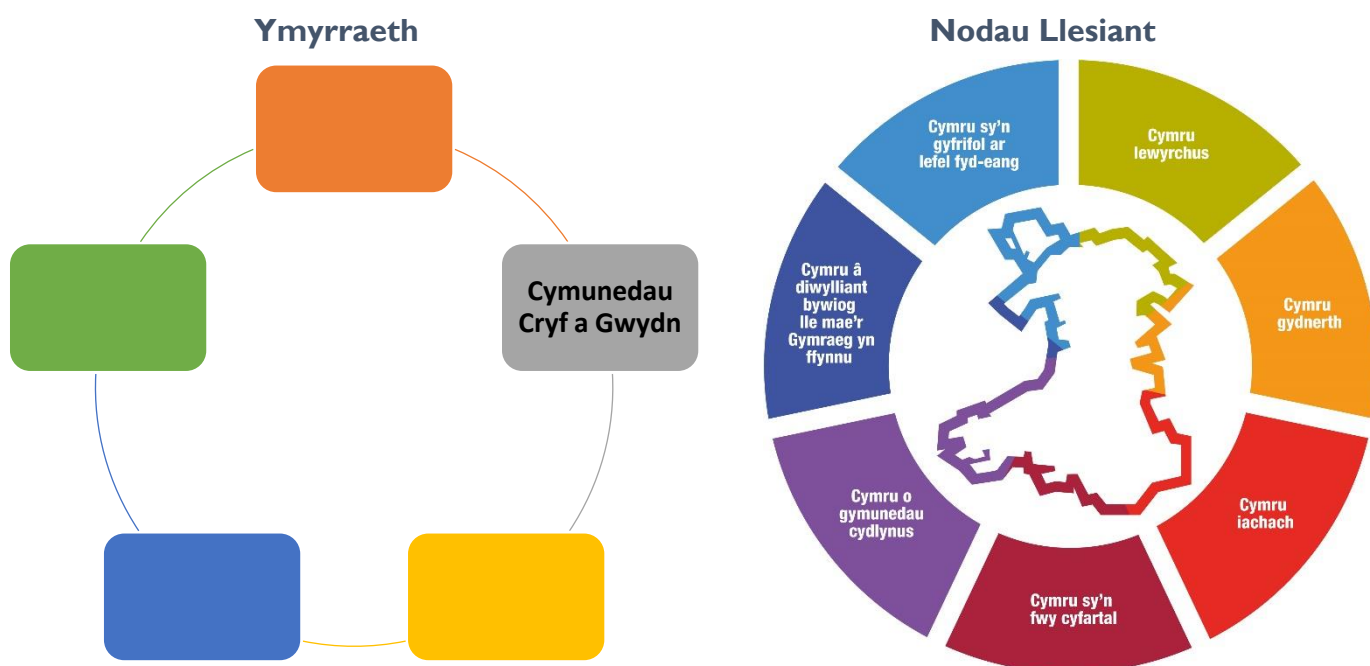 Ymyrraeth
Cymunedau
Cryf a Gwydn
Nodau Llesiant
Cymru sy'n
gyfrifol ar
lefel fyd-eang
Cymru
lewyrchus
Cymru â
diwylliant
bywiog
lle mae'r
Gymraeg yn
ffynnu
Cymru
gydnerth
Cymru o
gymunedau
cydlynus
Cymru
iachach
Cymru sy'n
fwy cyfartal